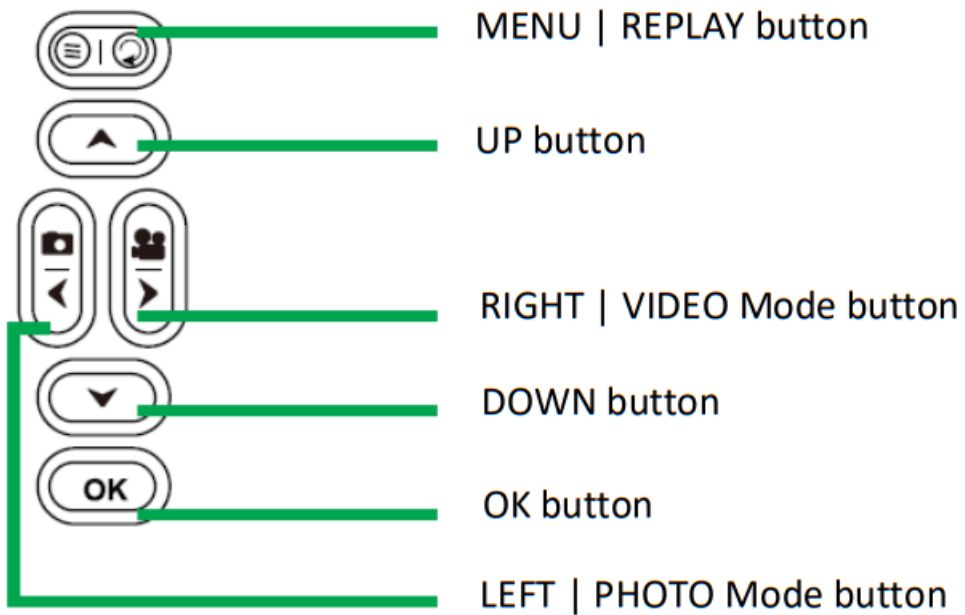 MENU | REPLAY button
UP button
RIGHT | VIDEO Mode button
DOWN button
OK
OK button
LEFT | PHOTO Mode button